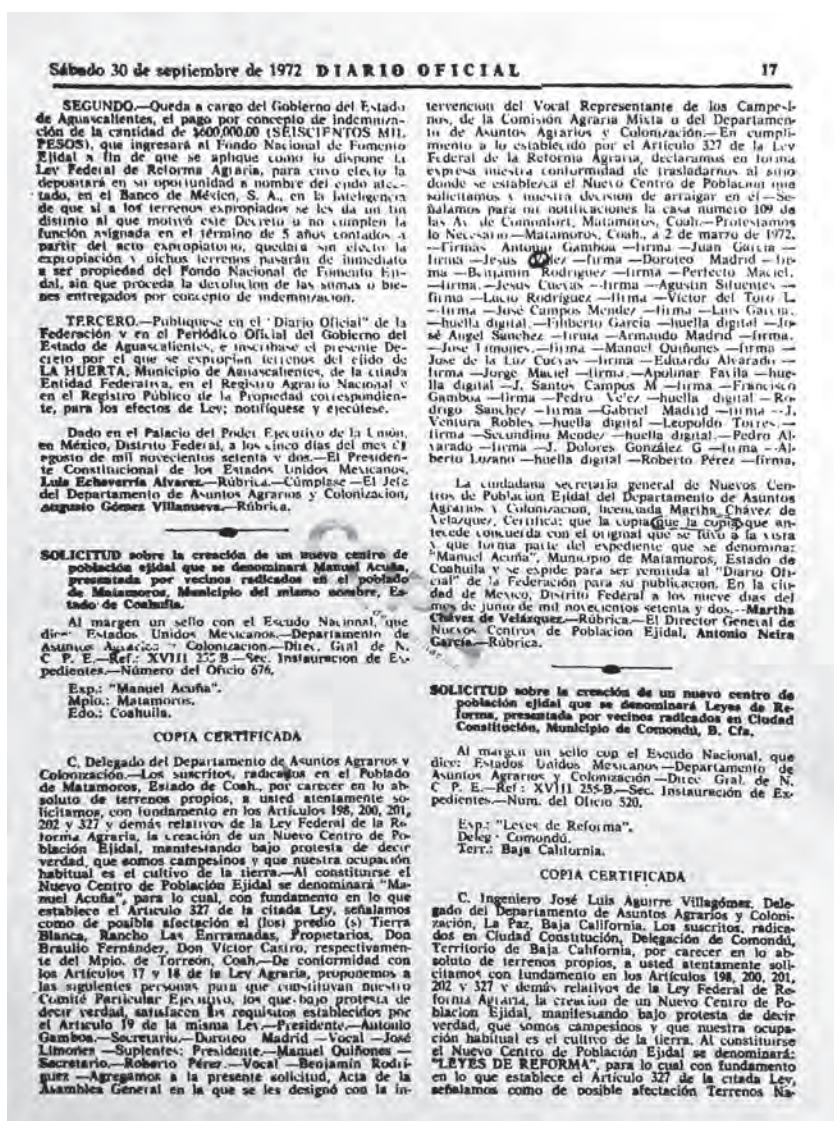 Sábado 30 de septiembre de 1972 DIARIO OFICIAL 17
SEGUNDO.—Queda a cargo del Gobierno del Estado
de Aguascalientes, el pago por concepto de indemniza-
ción de la cantidad de $600,000.00 (SEISCIENTOS MIL
PESOS), que ingresará al Fondo Nacional de Fomento
Ejidal a fin de que se aplique como lo dispone la
Ley Federal de Reforma Agraria, para cuyo efecto la
depositará en su oportunidad a nombre del ejido afec-
tado, en el Banco de México, S. A., en la inteligencia
de que si a los terrenos expropiados se les da un fin
distinto al que motivó este Decreto o no cumplen la
función asignada en el término de 5 años contados a
partir del acto expropiatorio, quedará sin efecto la
expropiación y dichos terrenos pasarán de inmediato
a ser propiedad del Fondo Nacional de Fomento Eji-
dal, sin que proceda la devolución de las sumas o bie-
nes entregados por concepto de indemnización.
TERCERO.—Publíquese en el "Diario Oficial" de la
Federación y en el Periódico Oficial del Gobierno del
Estado de Aguascalientes, e inscríbase el presente De-
creto por el que se expropian terrenos del ejido de
LA HUERTA, Municipio de Aguascalientes, de la citada
Entidad Federativa, en el Registro Agrario Nacional y
en el Registro Público de la Propiedad correspondien-
te, para los efectos de Ley; notifíquese y ejecútese.
Dado en el Palacio del Poder Ejecutivo de la Unión,
en México, Distrito Federal, a los cinco días del mes de
agosto de mil novecientos setenta y dos.—El Presiden-
te Constitucional de los Estados Unidos Mexicanos,
Luis Echeverría Alvarez.—Rúbrica.—Cúmplase —El Jefe
del Departamento de Asuntos Agrarios y Colonización,
Augusto Gómez Villanueva.—Rúbrica.
SOLICITUD sobre la creación de un nuevo centro de
población ejidal que se denominará Manuel Acuña,
presentada por vecinos radicados en el poblado
de Matamoros, Municipio del mismo nombre, Es-
tado de Coahuila.
Al margen un sello con el Escudo Nacional, que
dice: Estados Unidos Mexicanos.—Departamento de
Asuntos Agrarios y Colonización.—Direc. Gral de N.
C P. E.—Ref.: XVIII 255 B—Sec. Instauración de Ex-
pedientes.—Número del Oficio 676.
Exp.: "Manuel Acuña".
Mpio.: Matamoros.
Edo.: Coahuila.
COPIA CERTIFICADA
C. Delegado del Departamento de Asuntos Agrarios y
Colonización.—Los suscritos, radicados en el Poblado
de Matamoros, Estado de Coah., por carecer en lo ab-
soluto de terrenos propios, a usted atentamente so-
licitamos, con fundamento en los Artículos 198, 200, 201,
202 y 327 y demás relativos de la Ley Federal de la Re-
forma Agraria, la creación de un Nuevo Centro de Po-
blación Ejidal, manifestando bajo protesta de decir
verdad, que somos campesinos y que nuestra ocupación
habitual es el cultivo de la tierra.—Al constituirse el
Nuevo Centro de Población Ejidal se denominará "Ma-
nuel Acuña", para lo cual, con fundamento en lo que
establece el Artículo 327 de la citada Ley, señalamos
como de posible afectación el (los) predio (s) Tierra
Blanca, Rancho Las Enramadas, Propietarios, Don
Braulio Fernández, Don Víctor Castro, respectivamen-
te del Mpio. de Torreón, Coah.—De conformidad con
los Artículos 17 y 18 de la Ley Agraria, proponemos a
las siguientes personas para que constituyan nuestro
Comité Particular Ejecutivo, los que bajo protesta de
decir verdad, satisfacen los requisitos establecidos por
el Artículo 19 de la misma Ley.—Presidente.—Antonio
Gamboa.—Secretario.—Doroteo Madrid —Vocal —José
Limones —Suplentes: Presidente.—Manuel Quiñones —
Secretario.—Roberto Pérez.—Vocal —Benjamín Rodrí-
guez —Agregamos a la presente solicitud, Acta de la
Asamblea General en la que se les designó con la in-
tervención del Vocal Representante de los Campesi-
nos, de la Comisión Agraria Mixta o del Departamen-
to de Asuntos Agrarios y Colonización.—En cumpli-
miento a lo establecido por el Artículo 327 de la Ley
Federal de la Reforma Agraria, declaramos en forma
expresa nuestra conformidad de trasladarnos al sitio
donde se establezca el Nuevo Centro de Población que
solicitamos y nuestra decisión de arraigar en él—Se-
ñalamos para oír notificaciones la casa número 109 de
las Av. de Comonfort, Matamoros, Coah.—Protestamos
lo Necesario—Matamoros, Coah., a 2 de marzo de 1972.
—Firmas Antonio Gamboa —firma —Juan García —
firma —Jesús —firma —Doroteo Madrid — fir-
ma —Benjamín Rodríguez —firma —Perfecto Maciel.
—firma.—Jesús Cuevas —firma —Agustín Sifuentes —
firma —Lucio Rodríguez —firma —Víctor del Toro L.
—firma —José Campos Méndez —firma —Luis García.
—huella digital.—Filiberto García —huella digital —Jo-
sé Angel Sánchez —firma —Armando Madrid —firma.
—José Limones.—firma —Manuel Quiñones —firma —
José de la Luz Cuevas —firma —Eduardo Alvarado —
firma —Jorge Maciel —firma.—Apolinar Favila —hue-
lla digital —J. Santos Campos M —firma —Francisco
Gamboa —firma —Pedro Vélez —huella digital — Ro-
drigo Sánchez —firma —Gabriel Madrid —firma —J.
Ventura Robles —huella digital —Leopoldo Torres.—
firma —Secundino Méndez —huella digital.—Pedro Al-
varado —firma —J. Dolores González G —firma —Al-
berto Lozano —huella digital —Roberto Pérez —firma.
La ciudadana secretaria general de Nuevos Cen-
tros de Población Ejidal del Departamento de Asuntos
Agrarios y Colonización, licenciada Martha Chávez de
Velázquez, Certifica: que la copia que la copia que an-
tecede concuerda con el original que se tuvo a la vista
y que forma parte del expediente que se denomina:
"Manuel Acuña", Municipio de Matamoros, Estado de
Coahuila y se expide para ser remitida al "Diario Ofi-
cial" de la Federación para su publicación. En la ciu-
dad de México, Distrito Federal a los nueve días del
mes de junio de mil novecientos setenta y dos.—Martha
Chávez de Velázquez.—Rúbrica.—El Director General de
Nuevos Centros de Población Ejidal, Antonio Neira
García.—Rúbrica.
SOLICITUD sobre la creación de un nuevo centro de
población ejidal que se denominará Leyes de Re-
forma, presentada por vecinos radicados en Ciudad
Constitución, Municipio de Comondú, B. Cfa.
Al margen un sello con el Escudo Nacional, que
dice: Estados Unidos Mexicanos —Departamento de
Asuntos Agrarios y Colonización —Direc Gral. de N.
C P. E.—Ref: XVIII 255-B—Sec. Instauración de Ex-
pedientes.—Num. del Oficio 520.
Exp.: "Leyes de Reforma".
Deleg: Comondú.
Terr.: Baja California.
COPIA CERTIFICADA
C. Ingeniero José Luis Aguirre Villagómez, Dele-
gado del Departamento de Asuntos Agrarios y Coloni-
zación, La Paz, Baja California. Los suscritos, radica-
dos en Ciudad Constitución, Delegación de Comondú,
Territorio de Baja California, por carecer en lo ab-
soluto de terrenos propios, a usted atentamente soli-
citamos con fundamento en los Artículos 198, 200, 201,
202 y 327 y demás relativos de la Ley Federal de Re-
forma Agraria, la creación de un Nuevo Centro de Po-
blación Ejidal, manifestando bajo protesta de decir
verdad, que somos campesinos y que nuestra ocupa-
ción habitual es el cultivo de la tierra. Al constituirse
el Nuevo Centro de Población Ejidal se denominará:
"LEYES DE REFORMA", para lo cual con fundamento
en lo que establece el Artículo 327 de la citada Ley,
señalamos como de posible afectación Terrenos Na-